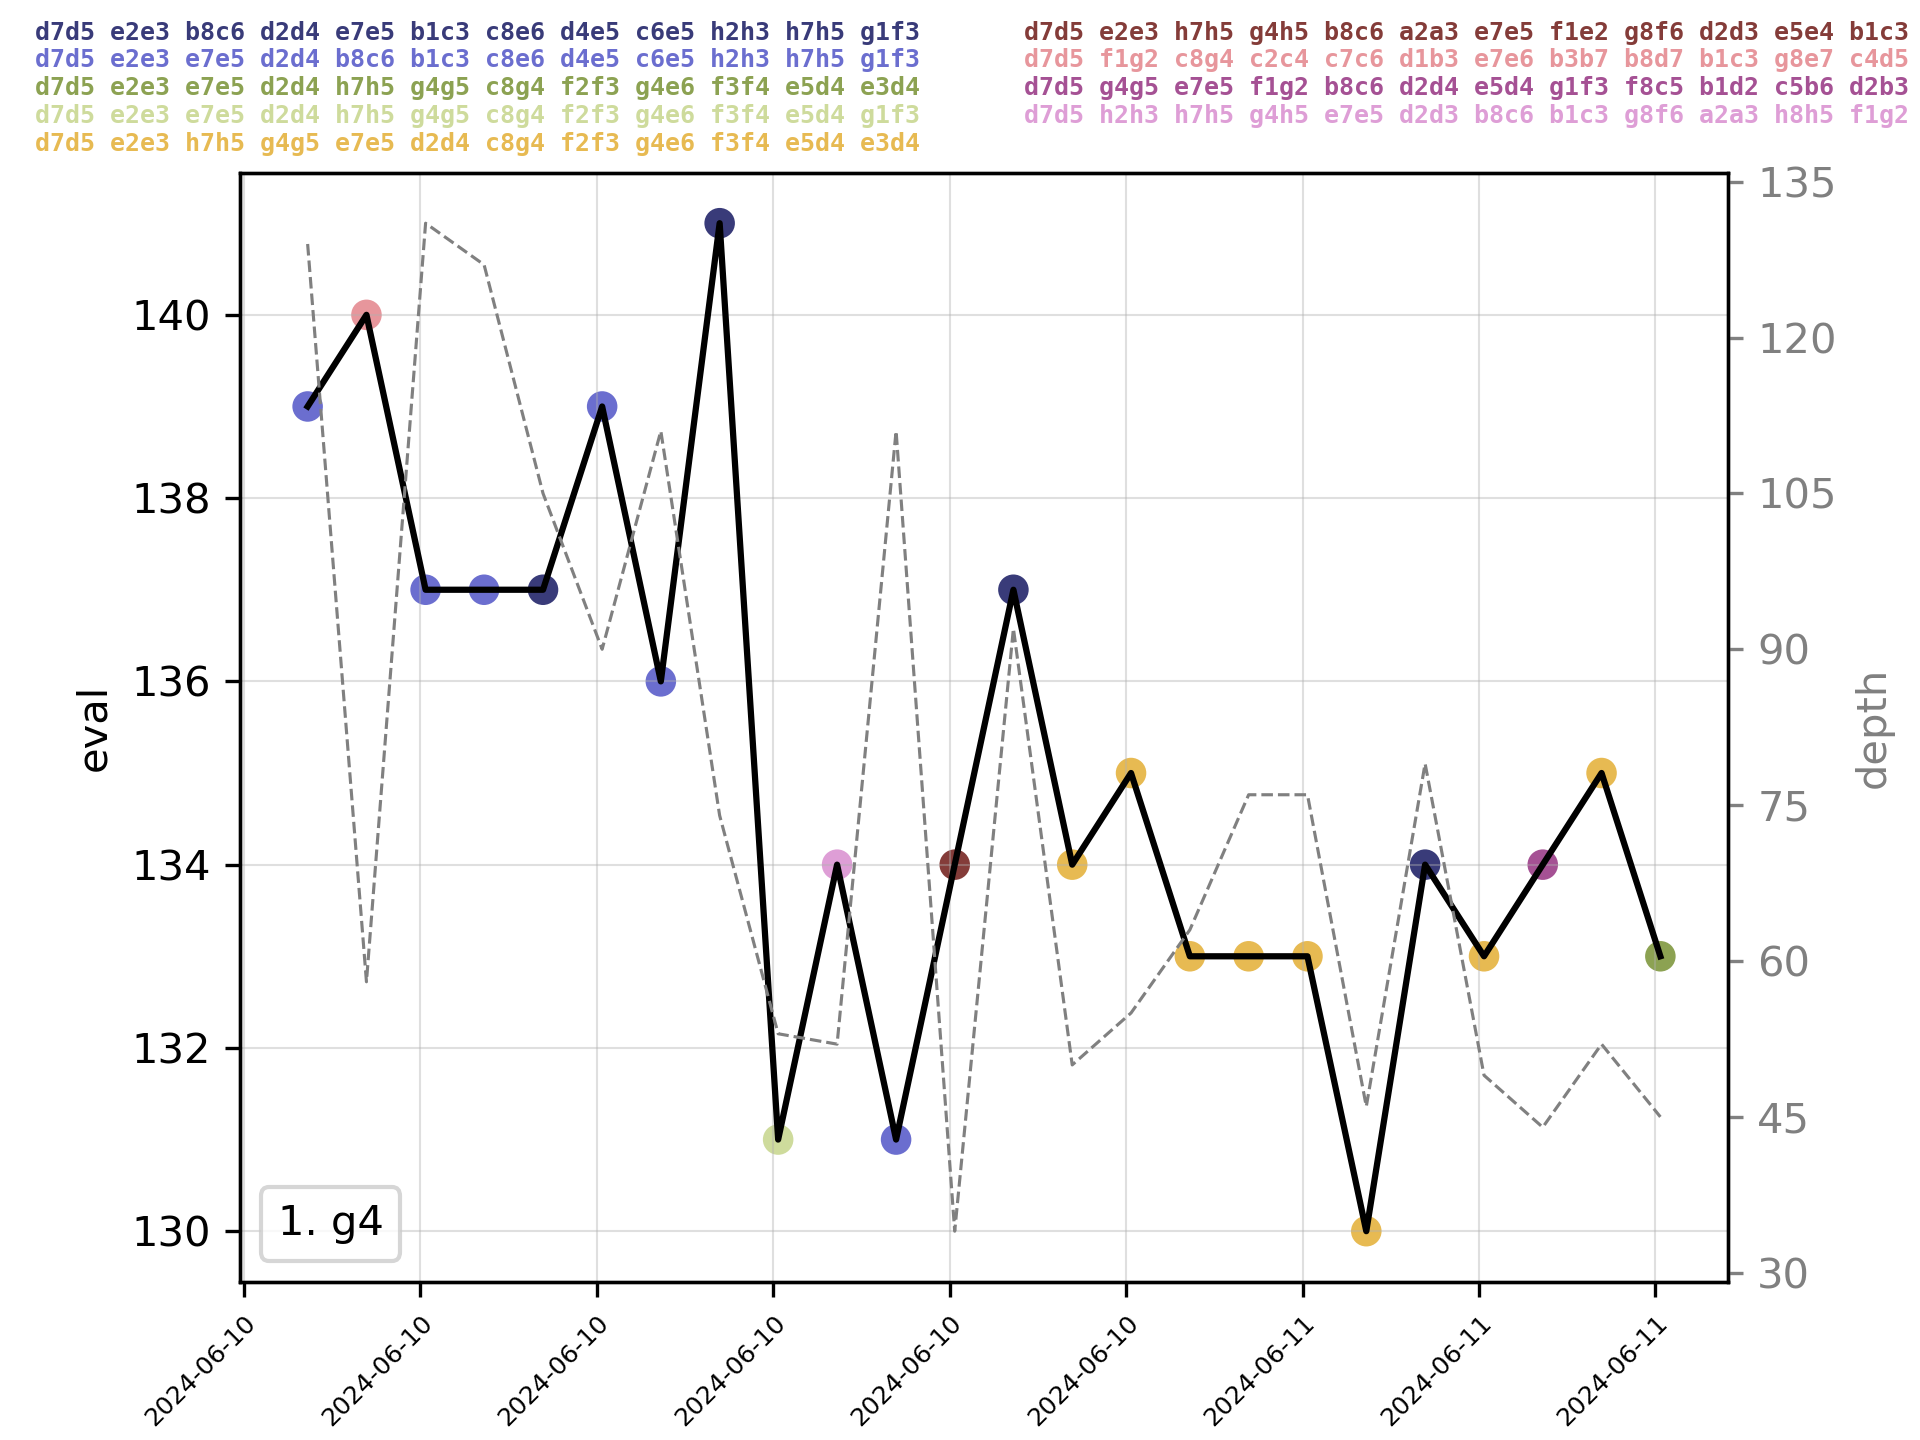 d7d5 e2e3 b8c6 d2d4 e7e5 b1c3 c8e6 d4e5 c6e5 h2h3 h7h5 g1f3
d7d5 e2e3 e7e5 d2d4 b8c6 b1c3 c8e6 d4e5 c6e5 h2h3 h7h5 g1f3
d7d5 e2e3 e7e5 d2d4 h7h5 g4g5 c8g4 f2f3 g4e6 f3f4 e5d4 e3d4
d7d5 e2e3 e7e5 d2d4 h7h5 g4g5 c8g4 f2f3 g4e6 f3f4 e5d4 g1f3
d7d5 e2e3 h7h5 g4g5 e7e5 d2d4 c8g4 f2f3 g4e6 f3f4 e5d4 e3d4
d7d5 e2e3 h7h5 g4h5 b8c6 a2a3 e7e5 f1e2 g8f6 d2d3 e5e4 b1c3
d7d5 f1g2 c8g4 c2c4 c7c6 d1b3 e7e6 b3b7 b8d7 b1c3 g8e7 c4d5
d7d5 g4g5 e7e5 f1g2 b8c6 d2d4 e5d4 g1f3 f8c5 b1d2 c5b6 d2b3
d7d5 h2h3 h7h5 g4h5 e7e5 d2d3 b8c6 b1c3 g8f6 a2a3 h8h5 f1g2
eval
140
138
136
134
132
130
135
120
105
90
75
60
45
30
depth
1. g4
2024-06-10
2024-06-10
2024-06-10
2024-06-10
2024-06-10
2024-06-10
2024-06-11
2024-06-11
2024-06-11